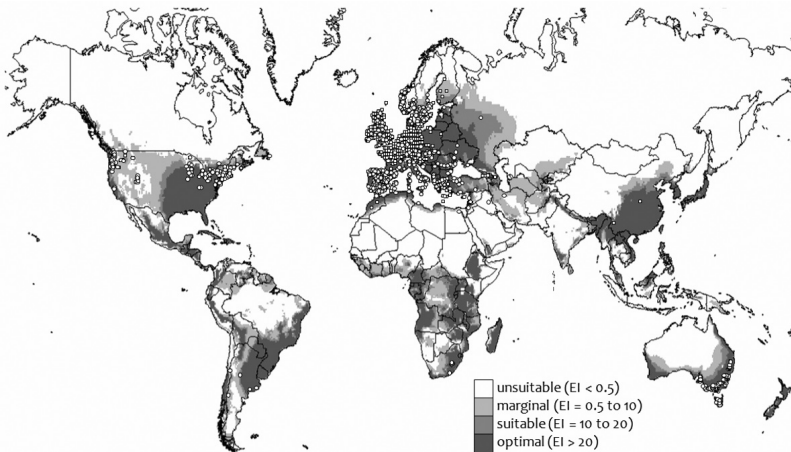 unsuitable (EI < 0.5)
marginal (EI = 0.5 to 10)
suitable (EI = 10 to 20)
optimal (EI > 20)